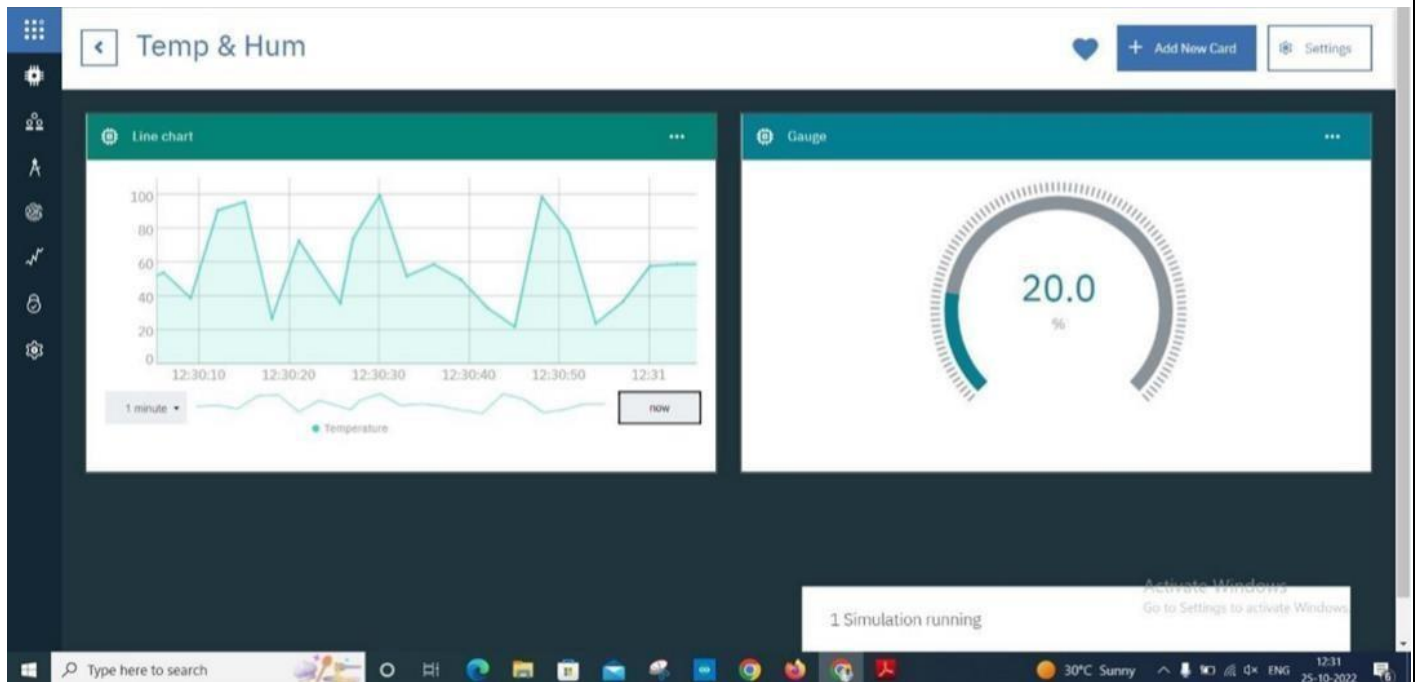 Temp & Hum
+ Add New Card
Settings
Line chart
...
Gauge
...
100
80
60
40
20
0
12:30:10 12:30:20 12:30:30 12:30:40 12:30:50 12:31
1 minute
now
Temperature
20.0
%
Activate Windows
Go to Settings to activate Windows.
1 Simulation running
Type here to search
30°C Sunny
ENG
12:31
25-10-2022
6